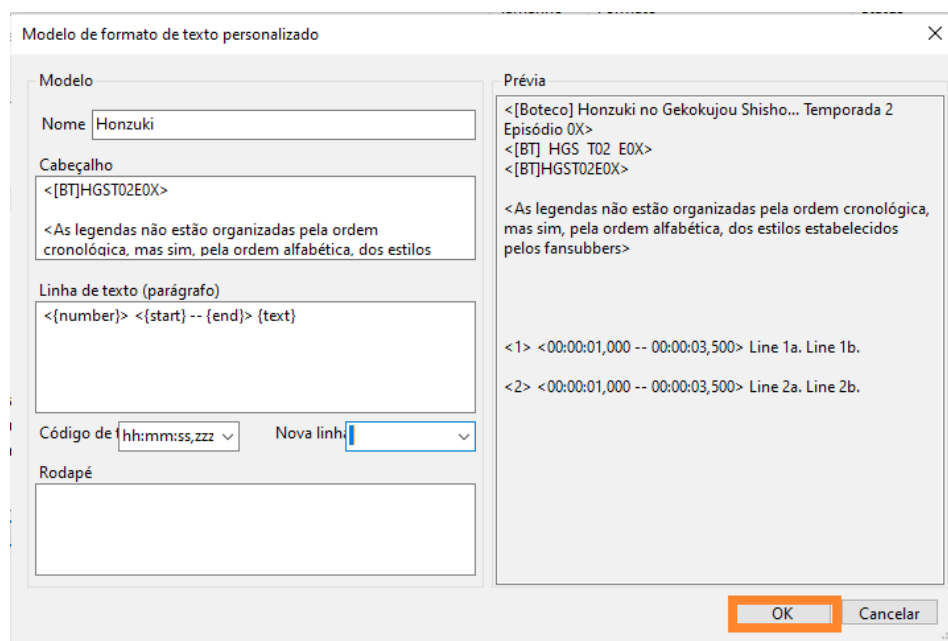 Modelo de formato de texto personalizado
Modelo
Nome Honzuki
Cabeçalho
<[BT]HGST02E0X>
<As legendas não estão organizadas pela ordem
cronológica, mas sim, pela ordem alfabética, dos estilos
Linha de texto (parágrafo)
<{number}> <{start} -- {end}> {text}
Código de hh:mm:ss,zzz Nova linha
Rodapé
Prévia
<[Boteco] Honzuki no Gekokujou Shisho... Temporada 2
Episódio 0X>
<[BT]  HGS  T02  E0X>
<[BT]HGST02E0X>
<As legendas não estão organizadas pela ordem cronológica,
mas sim, pela ordem alfabética, dos estilos estabelecidos
pelos fansubbers>
<1> <00:00:01,000 -- 00:00:03,500> Line 1a. Line 1b.
<2> <00:00:01,000 -- 00:00:03,500> Line 2a. Line 2b.
OK Cancelar